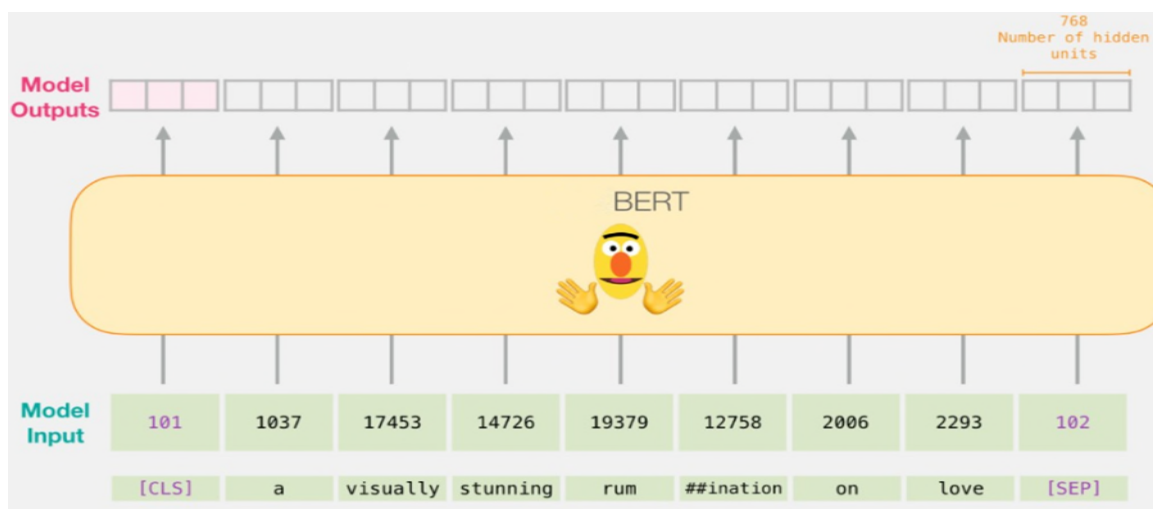 768
Number of hidden
units
Model
Outputs
BERT
Model
Input
101 1037 17453 14726 19379 12758 2006 2293 102
[CLS] a visually stunning rum ##ination on love [SEP]